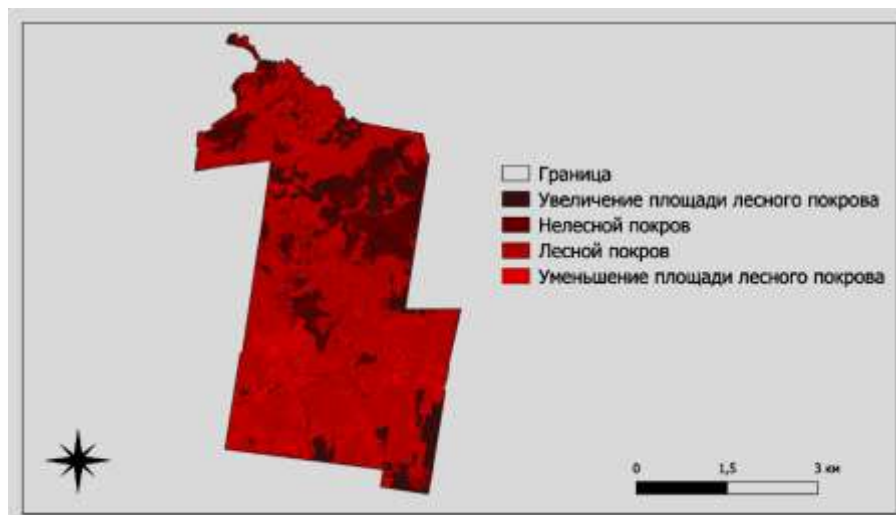 Граница
Увеличение площади лесного покрова
Нелесной покров
Лесной покров
Уменьшение площади лесного покрова
0 1,5 3 км